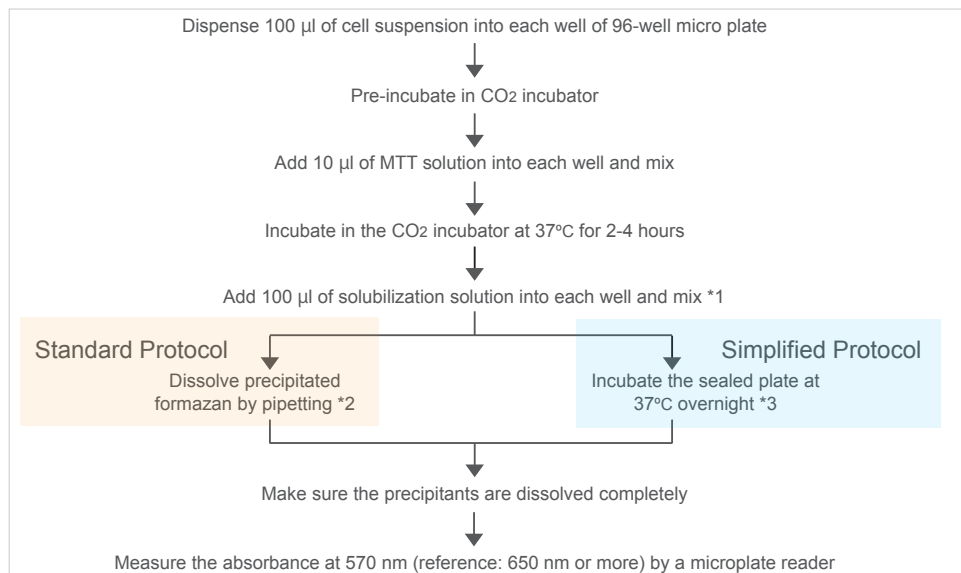 Dispense 100 µl of cell suspension into each well of 96-well micro plate
Pre-incubate in CO2 incubator
Add 10 µl of MTT solution into each well and mix
Incubate in the CO2 incubator at 37ºC for 2-4 hours
Add 100 µl of solubilization solution into each well and mix *1
Standard Protocol
Dissolve precipitated
formazan by pipetting *2
Simplified Protocol
Incubate the sealed plate at
37ºC overnight *3
Make sure the precipitants are dissolved completely
Measure the absorbance at 570 nm (reference: 650 nm or more) by a microplate reader